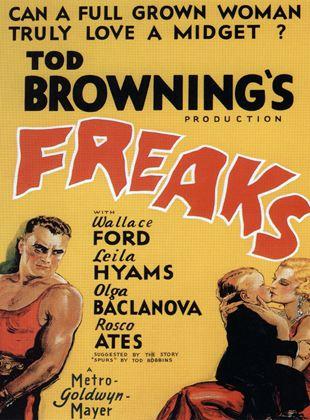 CAN A FULL GROWN WOMAN
TRULY LOVE A MIDGET ?
TOD
BROWNING'S
PRODUCTION
FREAKS
WITH
Wallace
FORD
Leila
HYAMS
Olga
BACLANOVA
Rosco
ATES
SUGGESTED BY THE STORY
"SPURS" BY TOD ROBBINS
A
Metro-
Goldwyn-
Mayer